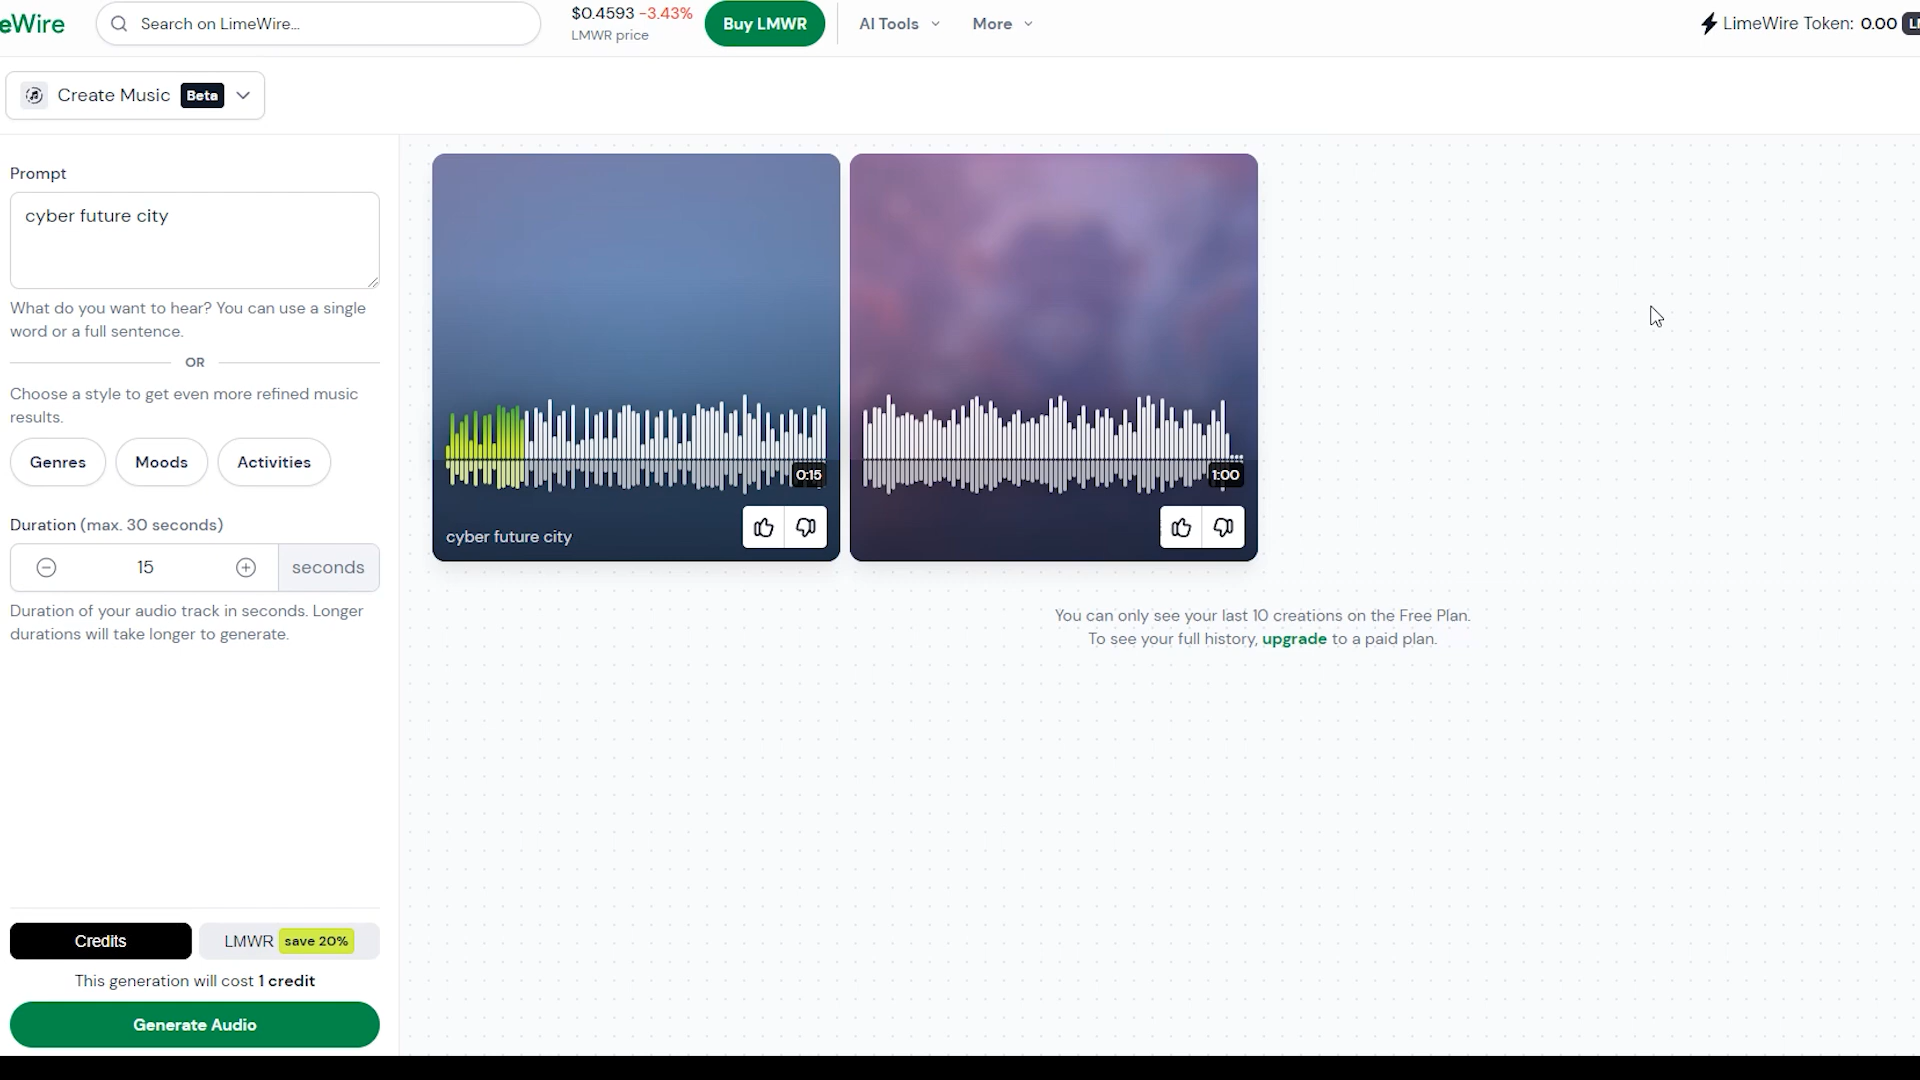 eWire
Search on LimeWire...
$0.4593 -3.43%
LMWR price
Buy LMWR
AI Tools
More
LimeWire Token: 0.00
Create Music Beta
Prompt
cyber future city
What do you want to hear? You can use a single
word or a full sentence.
OR
Choose a style to get even more refined music
results.
Genres
Moods
Activities
Duration (max. 30 seconds)
15
seconds
Duration of your audio track in seconds. Longer
durations will take longer to generate.
Credits
LMWR save 20%
This generation will cost 1 credit
Generate Audio
0:15
cyber future city
1:00
You can only see your last 10 creations on the Free Plan.
To see your full history, upgrade to a paid plan.